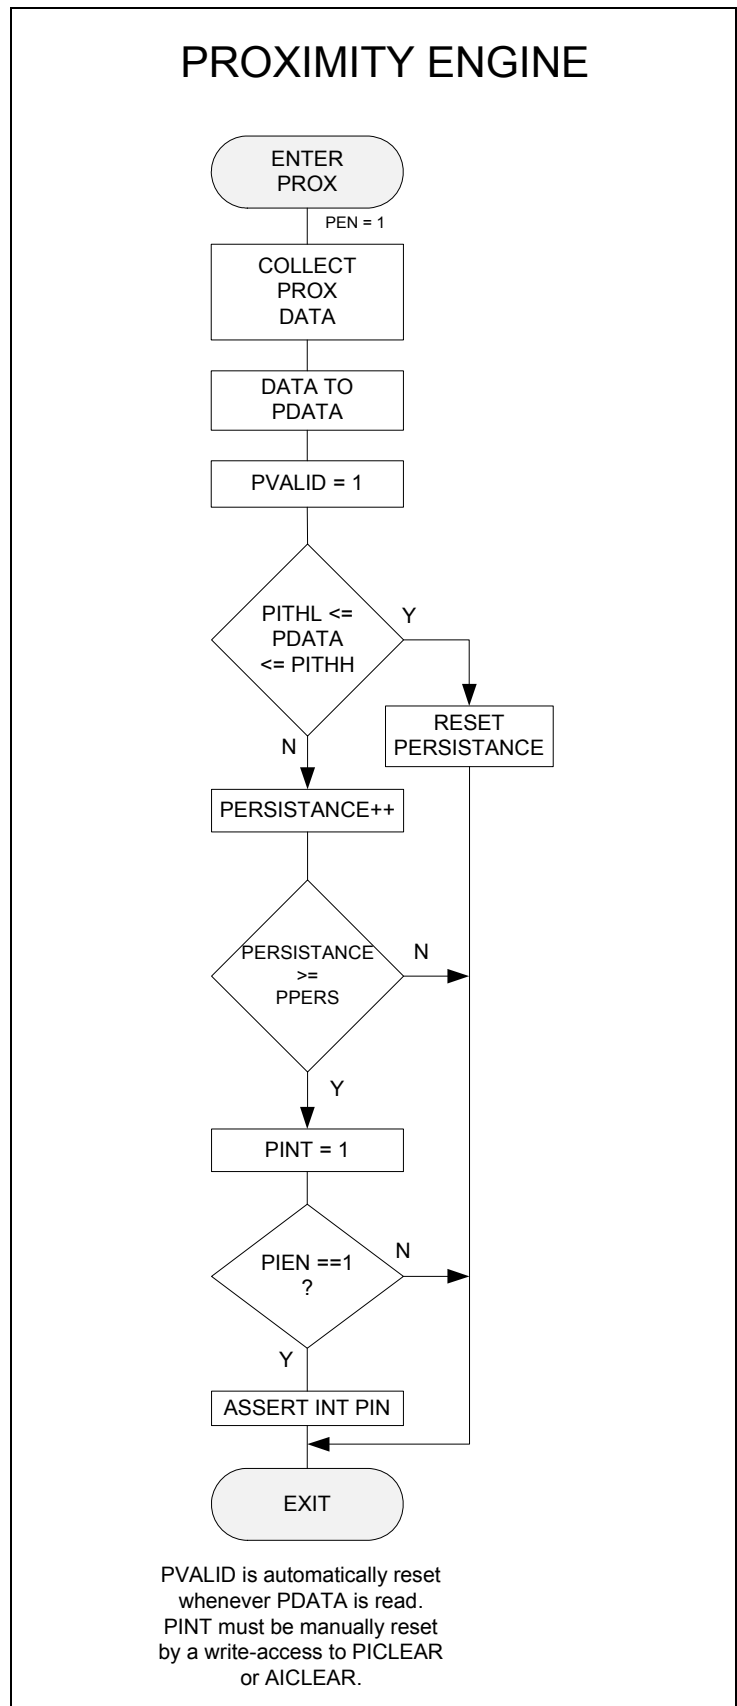 PROXIMITY ENGINE
ENTER
PROX
PEN = 1
COLLECT
PROX
DATA
DATA TO
PDATA
PVALID = 1
PITHL <=
PDATA
<= PITHH
Y
RESET
PERSISTANCE
N
PERSISTANCE++
PERSISTANCE
>=
PPERS
N
Y
PINT = 1
PIEN ==1
?
N
Y
ASSERT INT PIN
EXIT
PVALID is automatically reset
whenever PDATA is read.
PINT must be manually reset
by a write-access to PICLEAR
or AICLEAR.